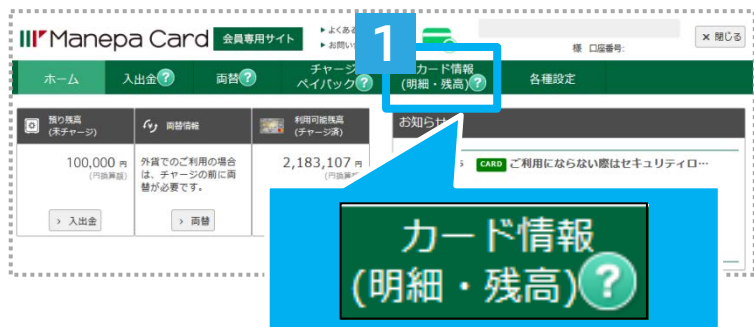 Manepa Card 会員専用サイト
▶ よくある
▶ お問い
1
様 口座番号:
× 閉じる
ホーム
入出金?
両替?
チャージ
ペイバック?
カード情報
(明細・残高)?
各種設定
預り残高
(未チャージ)
両替情報
利用可能残高
(チャージ済)
お知らせ
100,000 円
(円換算額)
外貨でのご利用の場合
は、チャージの前に両
替が必要です。
2,183,107 円
CARD ご利用にならない際はセキュリティロ…
> 入出金
> 両替
カード情報
(明細・残高)?